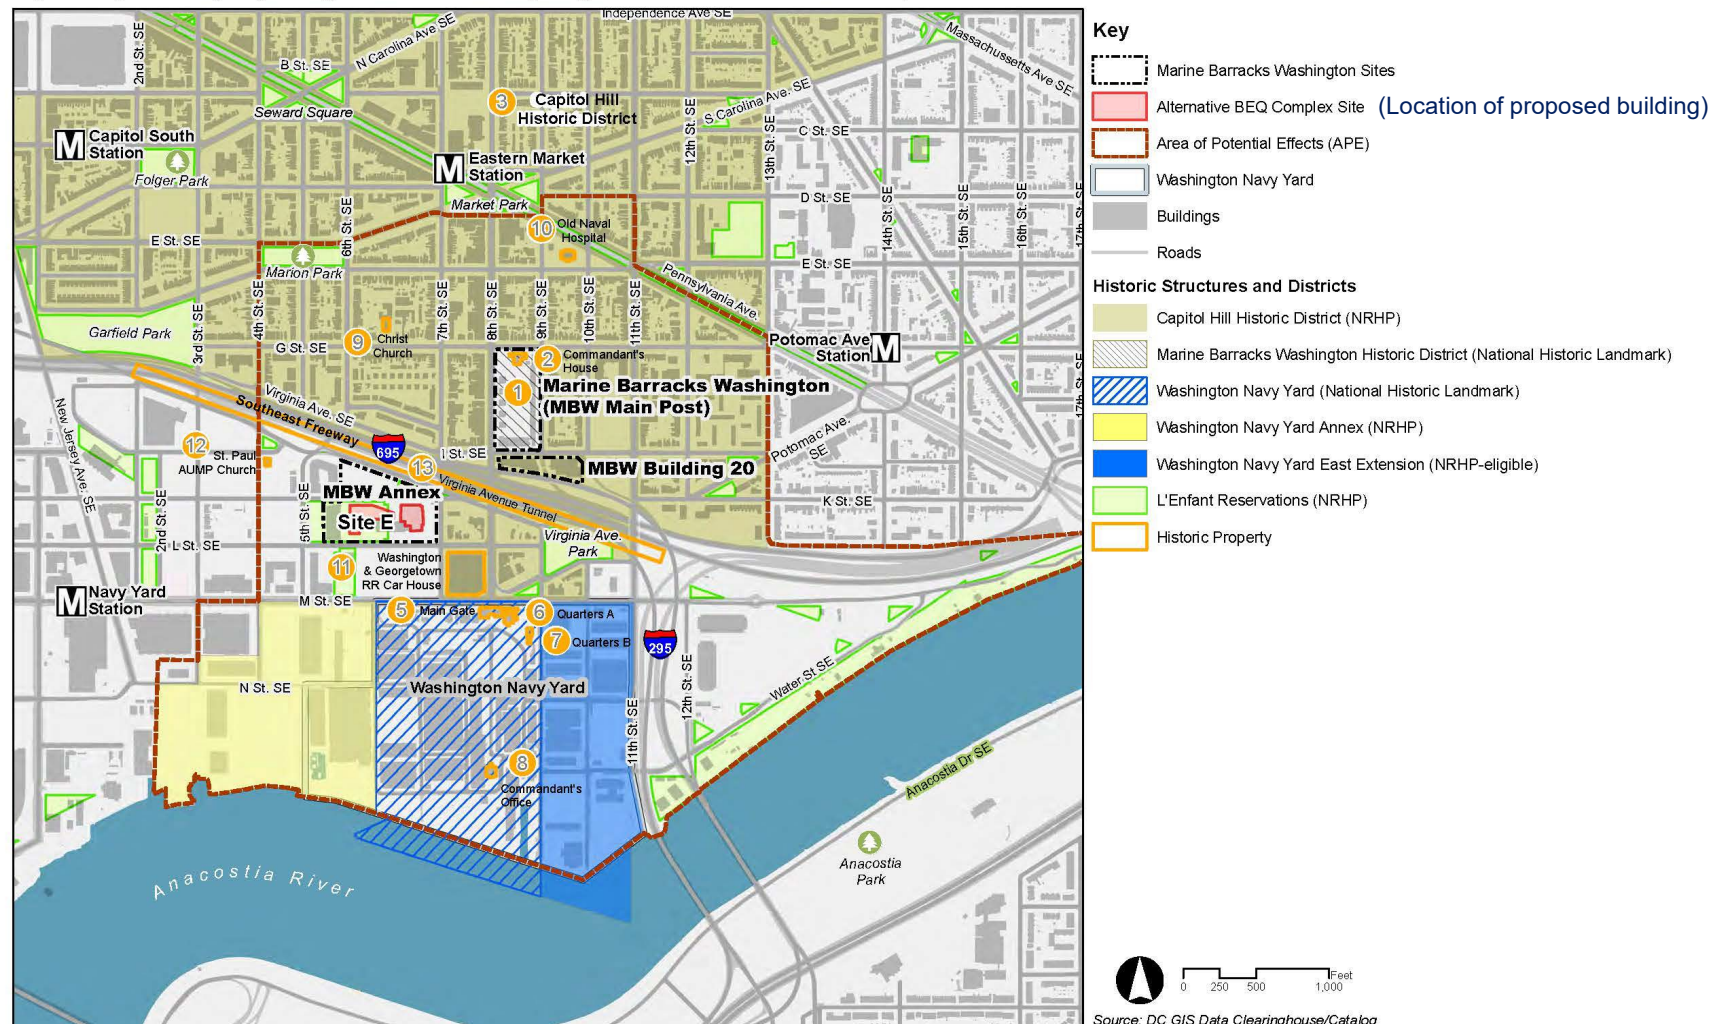 Independence Ave SE
Massachusetts Ave SE
2nd St. SE
N Carolina Ave SE
B St. SE
Seward Square
3
Capitol Hill
Historic District
12th St. SE
S Carolina Ave. SE
13th St. SE
C St. SE
M Capitol South
Station
Folger Park
M Eastern Market
Station
Market Park
D St. SE
14th St. SE
15th St. SE
16th St. SE
17th St. SE
6th St. SE
10
Old Naval
Hospital
E St. SE
Marion Park
E St. SE
Pennsylvania Ave.
Garfield Park
3rd St. SE
4th St. SE
7th St. SE
8th St. SE
9th St. SE
10th St. SE
11th St. SE
G St. SE
9
Christ
Church
2
Commandant's
House
Potomac Ave
Station M
1
Marine Barracks Washington
(MBW Main Post)
17th St. SE
New Jersey Ave. SE
Virginia Ave. SE
Southeast Freeway
695
Potomac Ave.
SE
12
St. Paul
AUMP Church
I St. SE
13
MBW Building 20
Virginia Avenue Tunnel
MBW Annex
Site E
K St. SE
5th St. SE
2nd St. SE
L St. SE
Virginia Ave.
Park
11
Washington
& Georgetown
RR Car House
M Navy Yard
Station
M St. SE
5
Main Gate
6
Quarters A
7
Quarters B
295
N St. SE
Washington Navy Yard
11th St. SE
12th St. SE
Water St SE
8
Commandant's
Office
Anacostia Dr SE
Anacostia
Park
Anacostia River
Key
Marine Barracks Washington Sites
Alternative BEQ Complex Site (Location of proposed building)
Area of Potential Effects (APE)
Washington Navy Yard
Buildings
Roads
Historic Structures and Districts
Capitol Hill Historic District (NRHP)
Marine Barracks Washington Historic District (National Historic Landmark)
Washington Navy Yard (National Historic Landmark)
Washington Navy Yard Annex (NRHP)
Washington Navy Yard East Extension (NRHP-eligible)
L'Enfant Reservations (NRHP)
Historic Property
Feet
0 250 500 1,000
Source: DC GIS Data Clearinghouse/Catalog